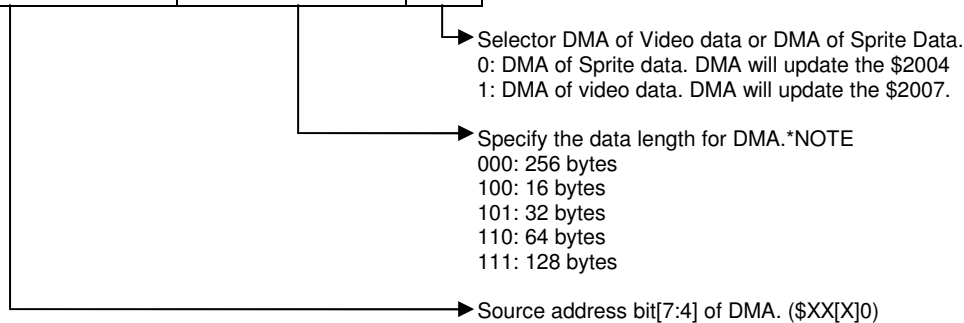 Selector DMA of Video data or DMA of Sprite Data.
0: DMA of Sprite data. DMA will update the $2004
1: DMA of video data. DMA will update the $2007.
Specify the data length for DMA.*NOTE
000: 256 bytes
100: 16 bytes
101: 32 bytes
110: 64 bytes
111: 128 bytes
Source address bit[7:4] of DMA. ($XX[X]0)